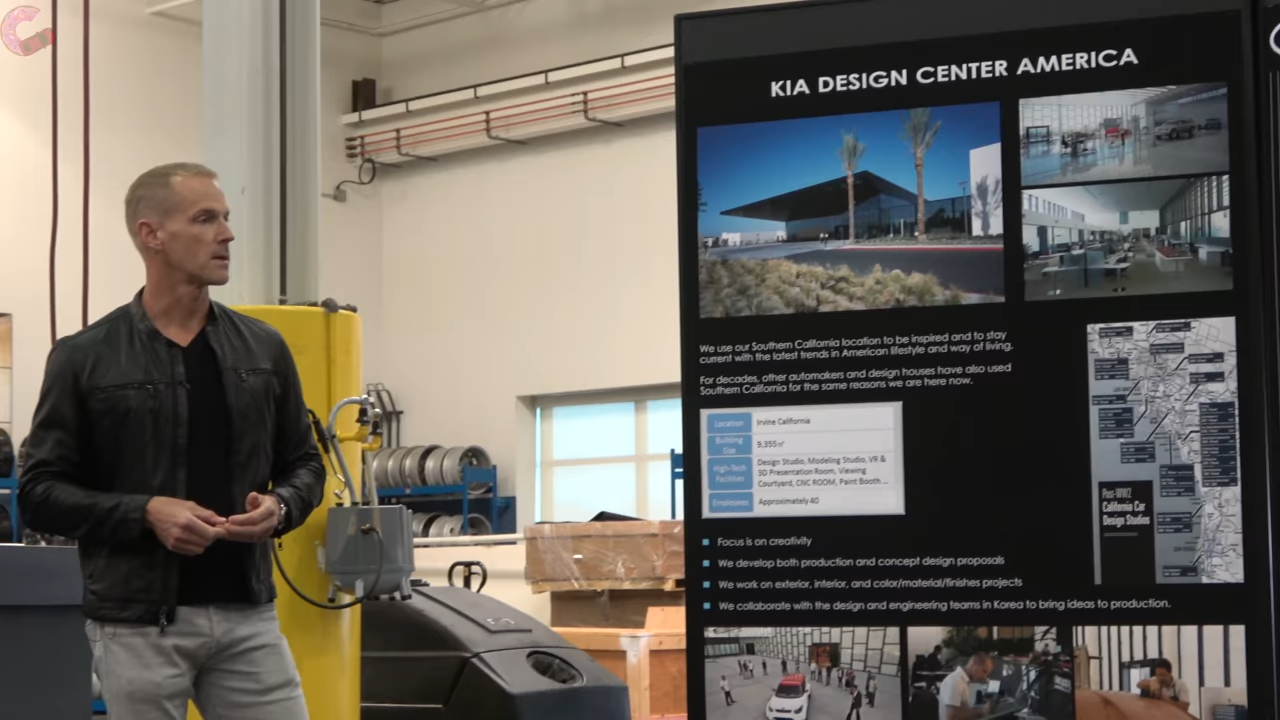 KIA DESIGN CENTER AMERICA
We use our Southern California location to be inspired and to stay
current with the latest trends in American lifestyle and way of living.
For decades, other automakers and design houses have also used
Southern California for the same reasons we are here now.
Location Irvine California
Building Size 9,355㎡
High-Tech Facilities Design Studio, Modeling Studio, VR &
3D Presentation Room, Viewing
Courtyard, CNC ROOM, Paint Booth ...
Employees Approximately 40
Post-WW2
California Car
Design Studios
Focus is on creativity
We develop both production and concept design proposals
We work on exterior, interior, and color/material/finishes projects
We collaborate with the design and engineering teams in Korea to bring ideas to production.